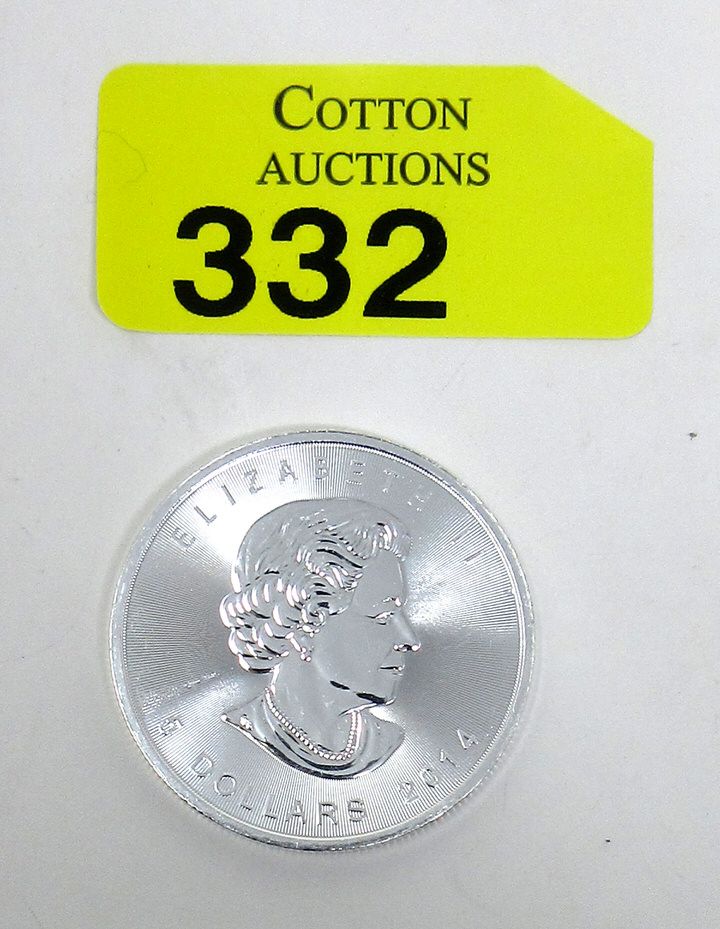 COTTON
AUCTIONS
332
ELIZABETH II
5 DOLLARS 2014